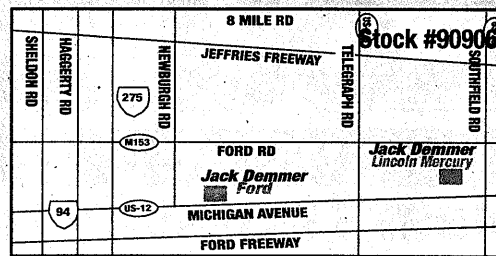 8 MILE RD
Stock #90906
JEFFRIES FREEWAY
SHELDON RD
HAGGERTY RD
NEWBURGH RD
TELEGRAPH RD
SOUTHFIELD RD
275
M153
FORD RD
Jack Demmer
Lincoln Mercury
Jack Demmer
Ford
94
US-12
MICHIGAN AVENUE
FORD FREEWAY